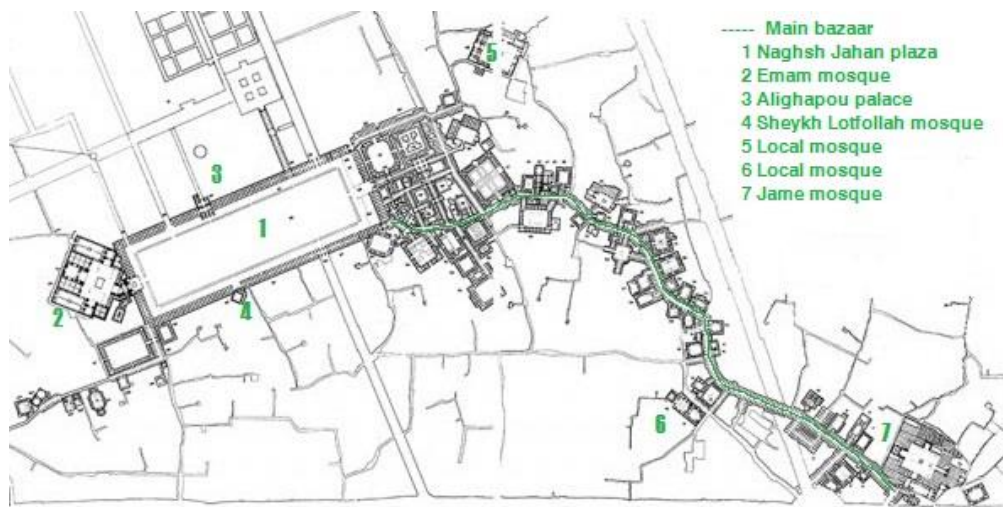 ----- Main bazaar
1 Naghsh Jahan plaza
2 Emam mosque
3 Alighapou palace
4 Sheykh Lotfollah mosque
5 Local mosque
6 Local mosque
7 Jame mosque
5
3
1
2
4
6
7